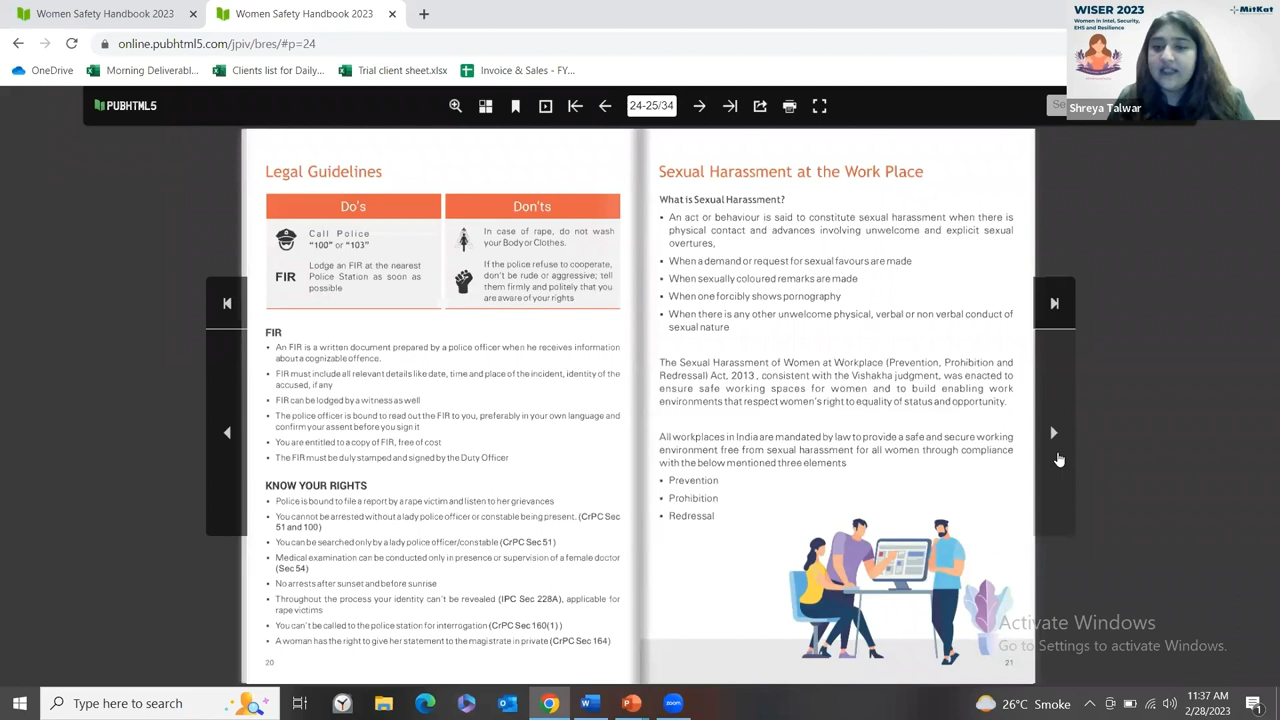 Women Safety Handbook 2023
Women Safety Handbook 2023
online.pubhtml5.com/jpiv/bres/#p=24
OneDrive
Morning Deliverabl...
Clients list for Daily...
Trial client sheet.xlsx
Invoice & Sales - FY...
WISER 2023
Women in Intel, Security,
EHS and Resilience
MitKat
Shreya Talwar
PUBHTML5
24-25/34
Se
Legal Guidelines
Do's
Don'ts
Call Police
"100" or "103"
In case of rape, do not wash
your Body or Clothes.
FIR
Lodge an FIR at the nearest
Police Station as soon as
possible
If the police refuse to cooperate,
don't be rude or aggressive; tell
them firmly and politely that you
are aware of your rights
FIR
• An FIR is a written document prepared by a police officer when he receives information
about a cognizable offence.
• FIR must include all relevant details like date, time and place of the incident, identity of the
accused, if any
• FIR can be lodged by a witness as well
• The police officer is bound to read out the FIR to you, preferably in your own language and
confirm your assent before you sign it
• You are entitled to a copy of FIR, free of cost
• The FIR must be duly stamped and signed by the Duty Officer
KNOW YOUR RIGHTS
• Police is bound to file a report by a rape victim and listen to her grievances
• You cannot be arrested without a lady police officer or constable being present. (CrPC Sec
51 and 100)
• You can be searched only by a lady police officer/constable (CrPC Sec 51)
• Medical examination can be conducted only in presence or supervision of a female doctor
(Sec 54)
• No arrests after sunset and before sunrise
• Throughout the process your identity can't be revealed (IPC Sec 228A), applicable for
rape victims
• You can't be called to the police station for interrogation (CrPC Sec 160(1) )
• A woman has the right to give her statement to the magistrate in private (CrPC Sec 164)
20
Sexual Harassment at the Work Place
What is Sexual Harassment?
• An act or behaviour is said to constitute sexual harassment when there is
physical contact and advances involving unwelcome and explicit sexual
overtures,
• When a demand or request for sexual favours are made
• When sexually coloured remarks are made
• When one forcibly shows pornography
• When there is any other unwelcome physical, verbal or non verbal conduct of
sexual nature
The Sexual Harassment of Women at Workplace (Prevention, Prohibition and
Redressal) Act, 2013 , consistent with the Vishakha judgment, was enacted to
ensure safe working spaces for women and to build enabling work
environments that respect women's right to equality of status and opportunity.
All workplaces in India are mandated by law to provide a safe and secure working
environment free from sexual harassment for all women through compliance
with the below mentioned three elements
• Prevention
• Prohibition
• Redressal
21
Activate Windows
Go to Settings to activate Windows.
Type here to search
26°C Smoke
11:37 AM
2/28/2023
1